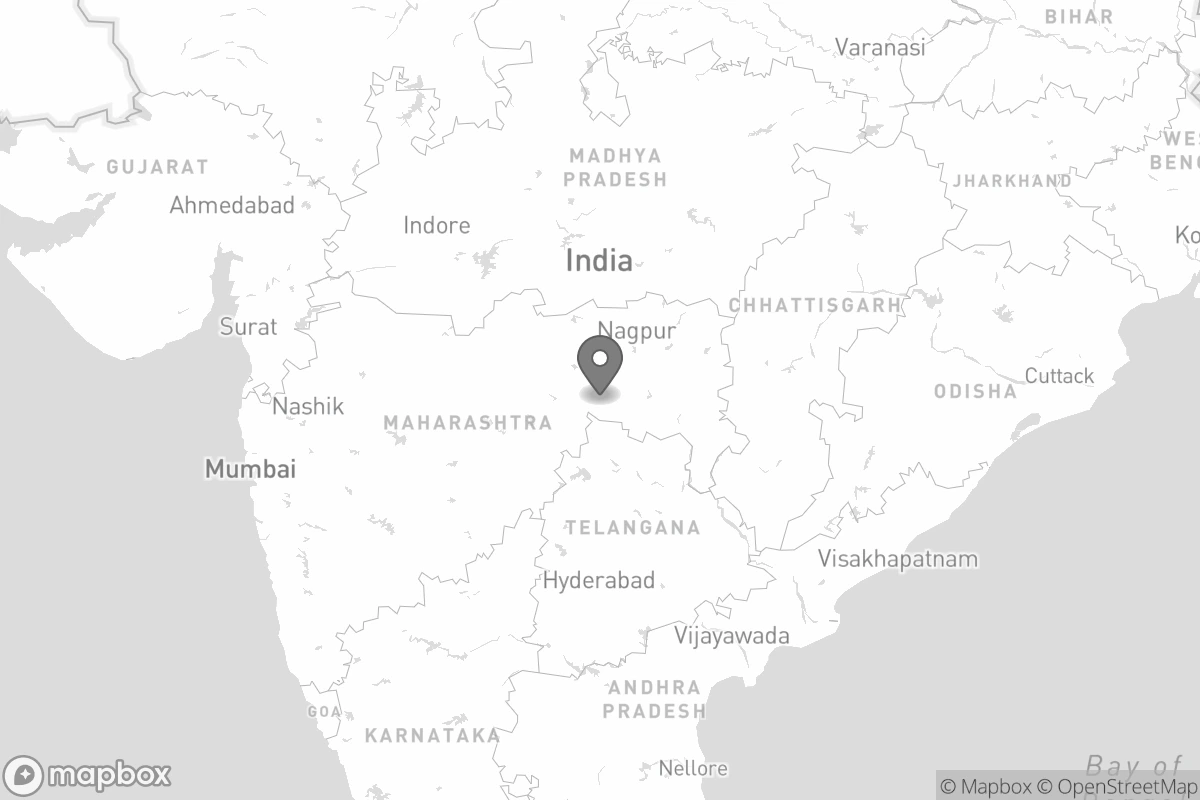 BIHAR
Varanasi
WES
BENG
MADHYA
PRADESH
GUJARAT
JHARKHAND
Ahmedabad
Indore
Ko
India
CHHATTISGARH
Surat
Nagpur
Cuttack
ODISHA
Nashik
MAHARASHTRA
Mumbai
TELANGANA
Visakhapatnam
Hyderabad
Vijayawada
ANDHRA
PRADESH
GOA
KARNATAKA
Nellore
Bay of
mapbox
© Mapbox © OpenStreetMap